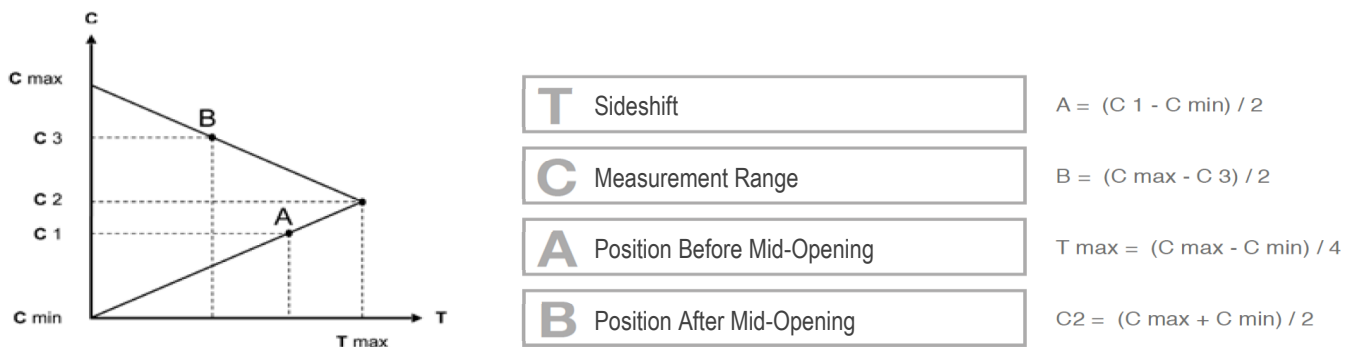 C
C max
B
C 3
C 2
A
C 1
C min
T
T max
T Sideshift
A = (C 1 - C min) / 2
C Measurement Range
B = (C max - C 3) / 2
A Position Before Mid-Opening
T max = (C max - C min) / 4
B Position After Mid-Opening
C2 = (C max + C min) / 2